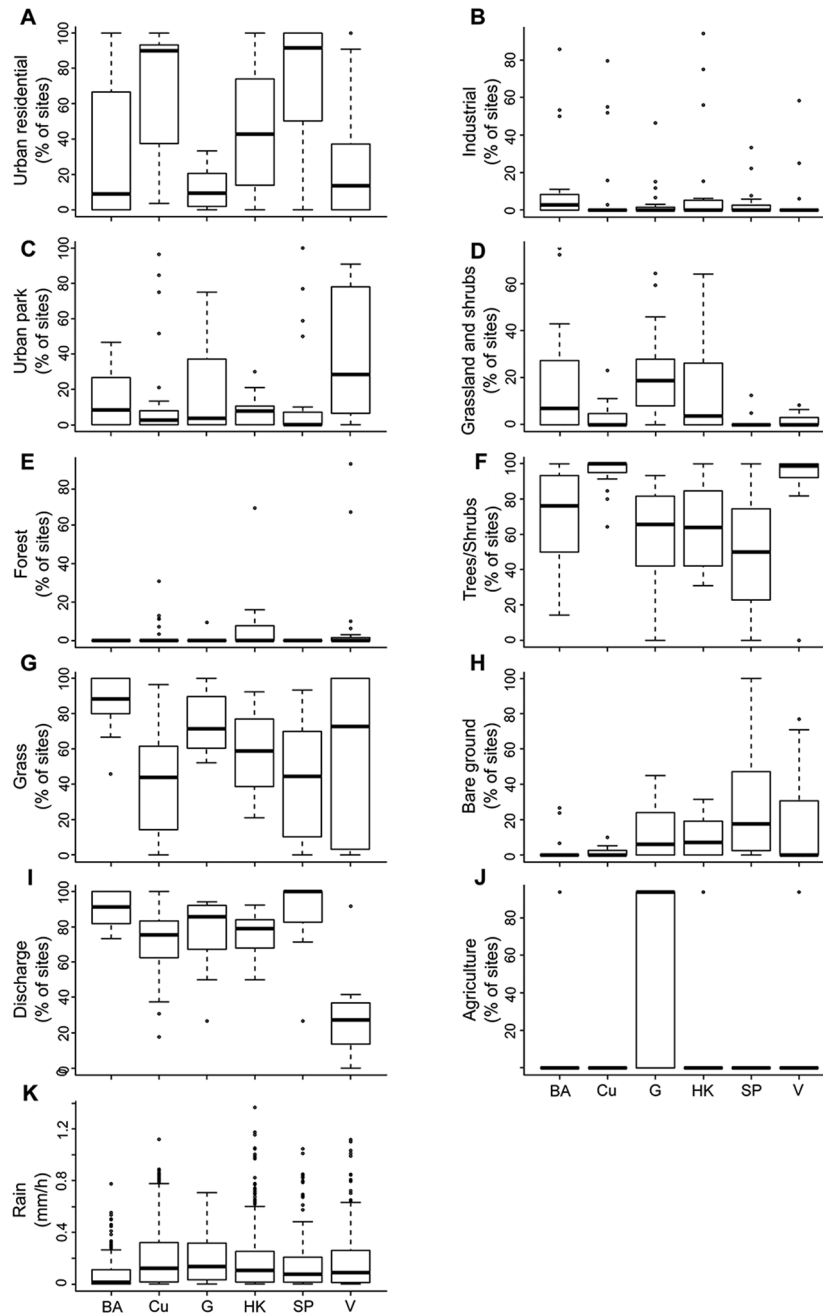 A
Urban residential
(% of sites)
0 20 40 60 80 100
B
Industrial
(% of sites)
0 20 40 60 80
C
Urban park
(% of sites)
0 20 40 60 80 100
D
Grassland and shrubs
(% of sites)
0 20 40 60
E
Forest
(% of sites)
0 20 40 60 80
F
Trees/Shrubs
(% of sites)
0 20 40 60 80 100
G
Grass
(% of sites)
0 20 40 60 80 100
H
Bare ground
(% of sites)
0 20 40 60 80 100
I
Discharge
(% of sites)
0 20 40 60 80 100
J
Agriculture
(% of sites)
20 40 60 80
BA Cu G HK SP V
K
Rain
(mm/h)
0 0.4 0.8 1.2
BA Cu G HK SP V